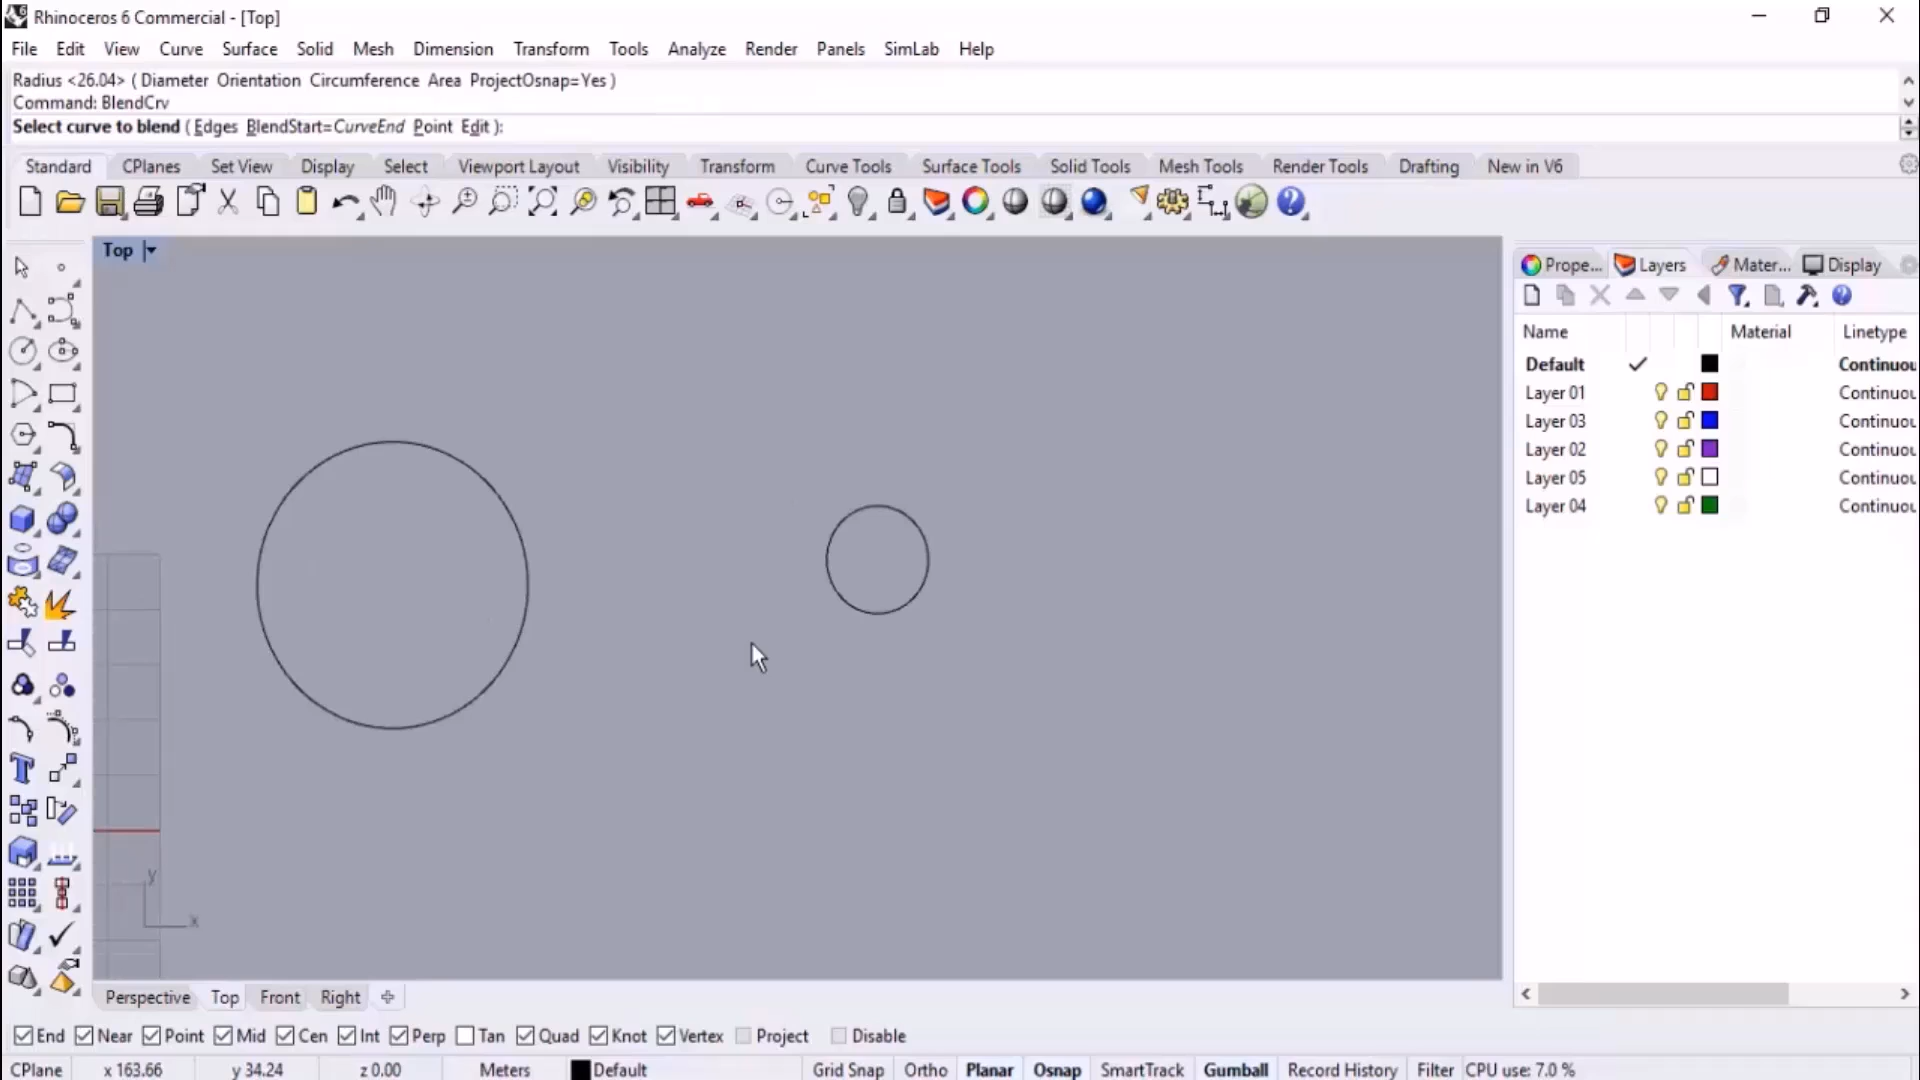 Rhinoceros 6 Commercial - [Top]
File Edit View Curve Surface Solid Mesh Dimension Transform Tools Analyze Render Panels SimLab Help
Radius <26.04> ( Diameter Orientation Circumference Area ProjectOsnap=Yes )
Command: BlendCrv
Select curve to blend ( Edges BlendStart=CurveEnd Point Edit ):
Standard CPlanes Set View Display Select Viewport Layout Visibility Transform Curve Tools Surface Tools Solid Tools Mesh Tools Render Tools Drafting New in V6
Top
Prope... Layers Mater... Display
Name Material Linetype
Default Continuou
Layer 01 Continuou
Layer 03 Continuou
Layer 02 Continuou
Layer 05 Continuou
Layer 04 Continuou
y
x
Perspective Top Front Right
End Near Point Mid Cen Int Perp Tan Quad Knot Vertex Project Disable
CPlane x 163.66 y 34.24 z 0.00 Meters Default Grid Snap Ortho Planar Osnap SmartTrack Gumball Record History Filter CPU use: 7.0 %